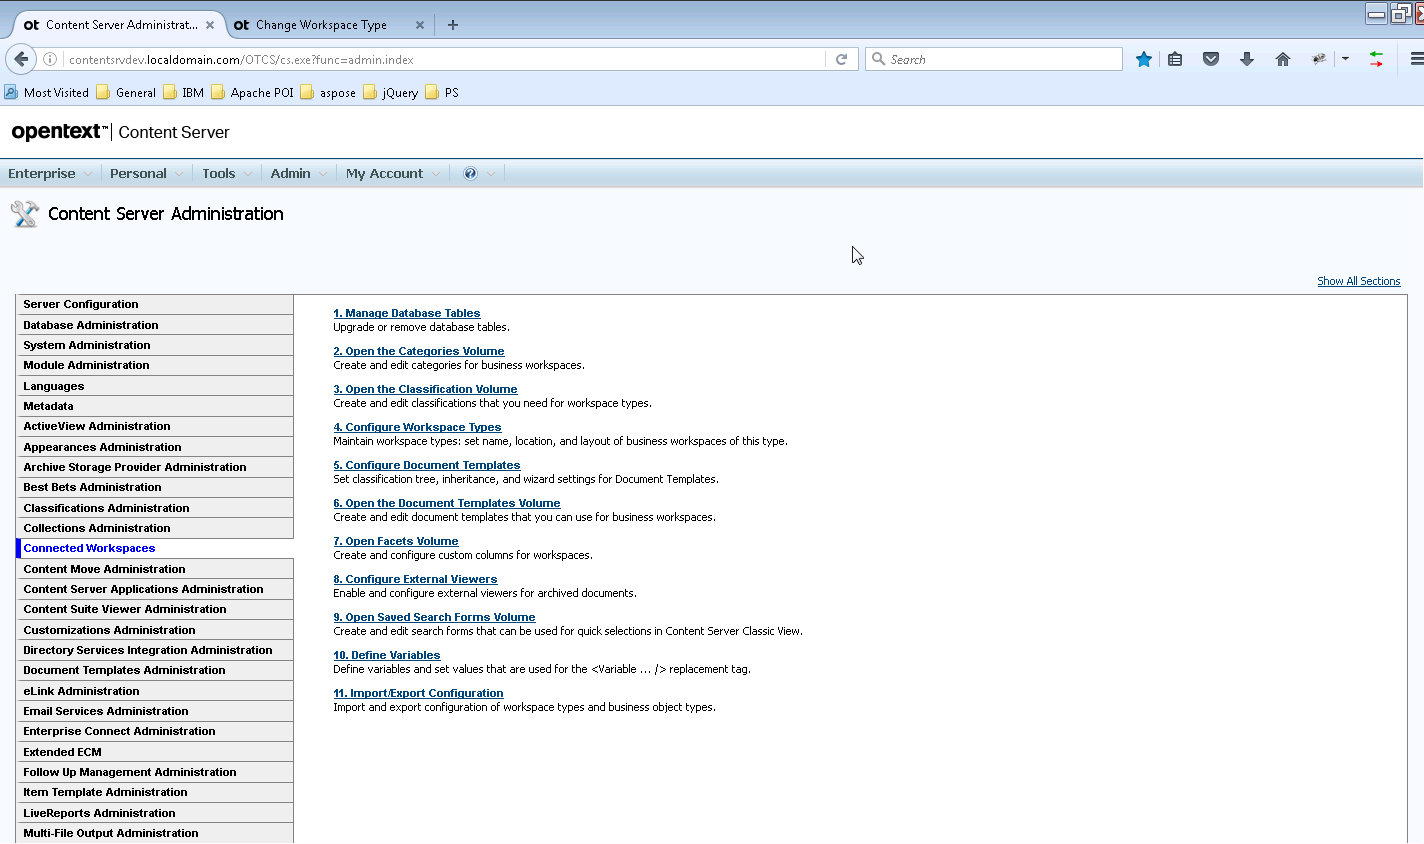 ot Content Server Administrat... ×
ot Change Workspace Type × +
contentsrvdev.localdomain.com/OTCS/cs.exe?func=admin.index
Search
Most Visited General IBM Apache POI aspose jQuery PS
opentext™ | Content Server
Enterprise Personal Tools Admin My Account ?
Content Server Administration
Show All Sections
Server Configuration
Database Administration
System Administration
Module Administration
Languages
Metadata
ActiveView Administration
Appearances Administration
Archive Storage Provider Administration
Best Bets Administration
Classifications Administration
Collections Administration
Connected Workspaces
Content Move Administration
Content Server Applications Administration
Content Suite Viewer Administration
Customizations Administration
Directory Services Integration Administration
Document Templates Administration
eLink Administration
Email Services Administration
Enterprise Connect Administration
Extended ECM
Follow Up Management Administration
Item Template Administration
LiveReports Administration
Multi-File Output Administration
1. Manage Database Tables
Upgrade or remove database tables.
2. Open the Categories Volume
Create and edit categories for business workspaces.
3. Open the Classification Volume
Create and edit classifications that you need for workspace types.
4. Configure Workspace Types
Maintain workspace types: set name, location, and layout of business workspaces of this type.
5. Configure Document Templates
Set classification tree, inheritance, and wizard settings for Document Templates.
6. Open the Document Templates Volume
Create and edit document templates that you can use for business workspaces.
7. Open Facets Volume
Create and configure custom columns for workspaces.
8. Configure External Viewers
Enable and configure external viewers for archived documents.
9. Open Saved Search Forms Volume
Create and edit search forms that can be used for quick selections in Content Server Classic View.
10. Define Variables
Define variables and set values that are used for the <Variable ... /> replacement tag.
11. Import/Export Configuration
Import and export configuration of workspace types and business object types.